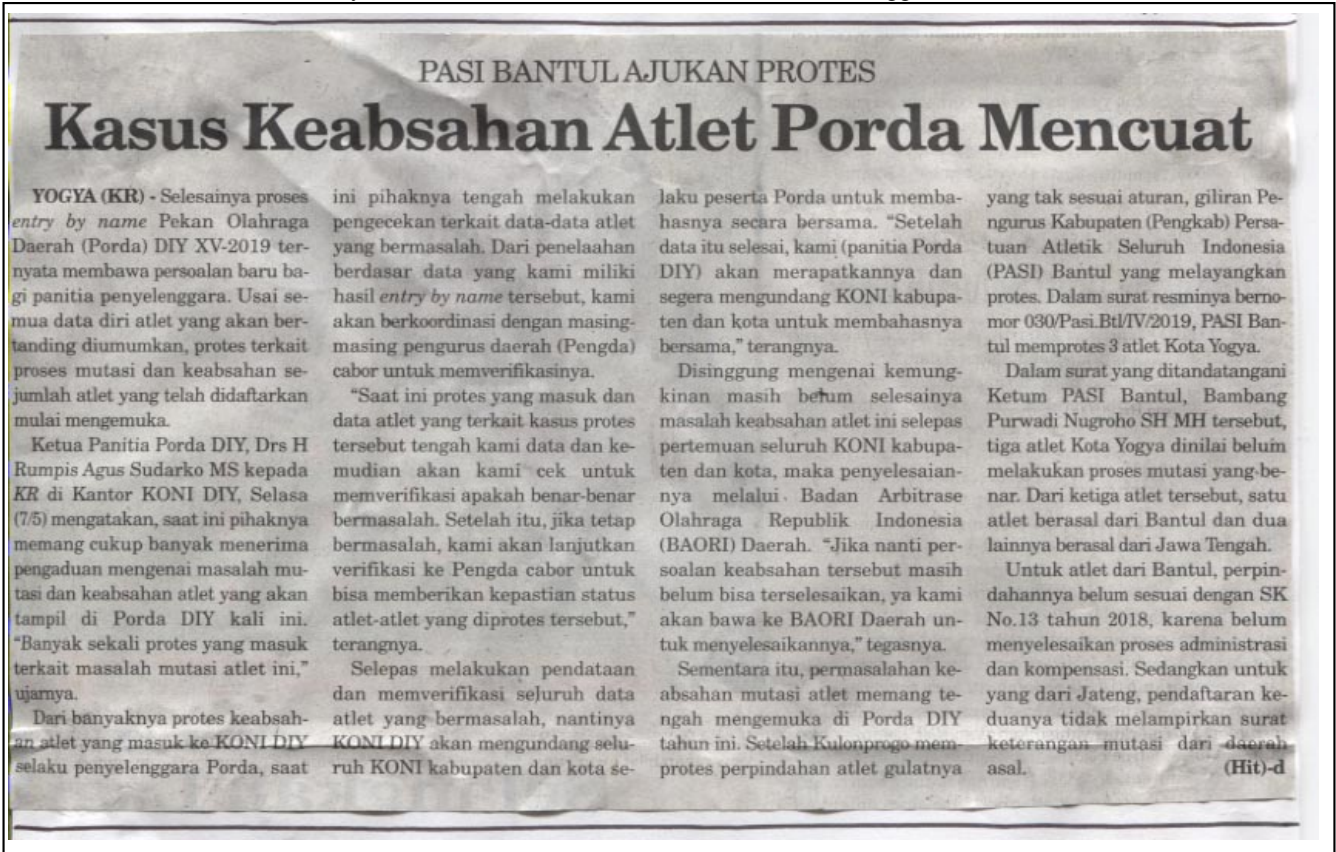 PASI BANTUL AJUKAN PROTES
Kasus Keabsahan Atlet Porda Mencuat
YOGYA (KR) - Selesainya proses
entry by name Pekan Olahraga
Daerah (Porda) DIY XV-2019 ter-
nyata membawa persoalan baru ba-
gi panitia penyelenggara. Usai se-
mua data diri atlet yang akan ber-
tanding diumumkan, protes terkait
proses mutasi dan keabsahan se-
jumlah atlet yang telah didaftarkan
mulai mengemuka.
Ketua Panitia Porda DIY, Drs H
Rumpis Agus Sudarko MS kepada
KR di Kantor KONI DIY, Selasa
(7/5) mengatakan, saat ini pihaknya
memang cukup banyak menerima
pengaduan mengenai masalah mu-
tasi dan keabsahan atlet yang akan
tampil di Porda DIY kali ini.
"Banyak sekali protes yang masuk
terkait masalah mutasi atlet ini,"
ujarnya.
Dari banyaknya protes keabsah-
an atlet yang masuk ke KONI DIY
selaku penyelenggara Porda, saat
ini pihaknya tengah melakukan
pengecekan terkait data-data atlet
yang bermasalah. Dari penelaahan
berdasar data yang kami miliki
hasil entry by name tersebut, kami
akan berkoordinasi dengan masing-
masing pengurus daerah (Pengda)
cabor untuk memverifikasinya.
"Saat ini protes yang masuk dan
data atlet yang terkait kasus protes
tersebut tengah kami data dan ke-
mudian akan kami cek untuk
memverifikasi apakah benar-benar
bermasalah. Setelah itu, jika tetap
bermasalah, kami akan lanjutkan
verifikasi ke Pengda cabor untuk
bisa memberikan kepastian status
atlet-atlet yang diprotes tersebut,"
terangnya.
Selepas melakukan pendataan
dan memverifikasi seluruh data
atlet yang bermasalah, nantinya
KONI DIY akan mengundang selu-
ruh KONI kabupaten dan kota se-
laku peserta Porda untuk memba-
hasnya secara bersama. "Setelah
data itu selesai, kami (panitia Porda
DIY) akan merapatkannya dan
segera mengundang KONI kabupa-
ten dan kota untuk membahasnya
bersama," terangnya.
Disinggung mengenai kemung-
kinan masih belum selesainya
masalah keabsahan atlet ini selepas
pertemuan seluruh KONI kabupa-
ten dan kota, maka penyelesaian-
nya melalui Badan Arbitrase
Olahraga Republik Indonesia
(BAORI) Daerah. "Jika nanti per-
soalan keabsahan tersebut masih
belum bisa terselesaikan, ya kami
akan bawa ke BAORI Daerah un-
tuk menyelesaikannya," tegasnya.
Sementara itu, permasalahan ke-
absahan mutasi atlet memang te-
ngah mengemuka di Porda DIY
tahun ini. Setelah Kulonprogo mem-
protes perpindahan atlet gulatnya
yang tak sesuai aturan, giliran Pe-
ngurus Kabupaten (Pengkab) Persa-
tuan Atletik Seluruh Indonesia
(PASI) Bantul yang melayangkan
protes. Dalam surat resminya berno-
mor 030/Pasi.Btl/IV/2019, PASI Ban-
tul memprotes 3 atlet Kota Yogya.
Dalam surat yang ditandatangani
Ketum PASI Bantul, Bambang
Purwadi Nugroho SH MH tersebut,
tiga atlet Kota Yogya dinilai belum
melakukan proses mutasi yang be-
nar. Dari ketiga atlet tersebut, satu
atlet berasal dari Bantul dan dua
lainnya berasal dari Jawa Tengah.
Untuk atlet dari Bantul, perpin-
dahannya belum sesuai dengan SK
No.13 tahun 2018, karena belum
menyelesaikan proses administrasi
dan kompensasi. Sedangkan untuk
yang dari Jateng, pendaftaran ke-
duanya tidak melampirkan surat
keterangan mutasi dari daerah
asal. (Hit)-d